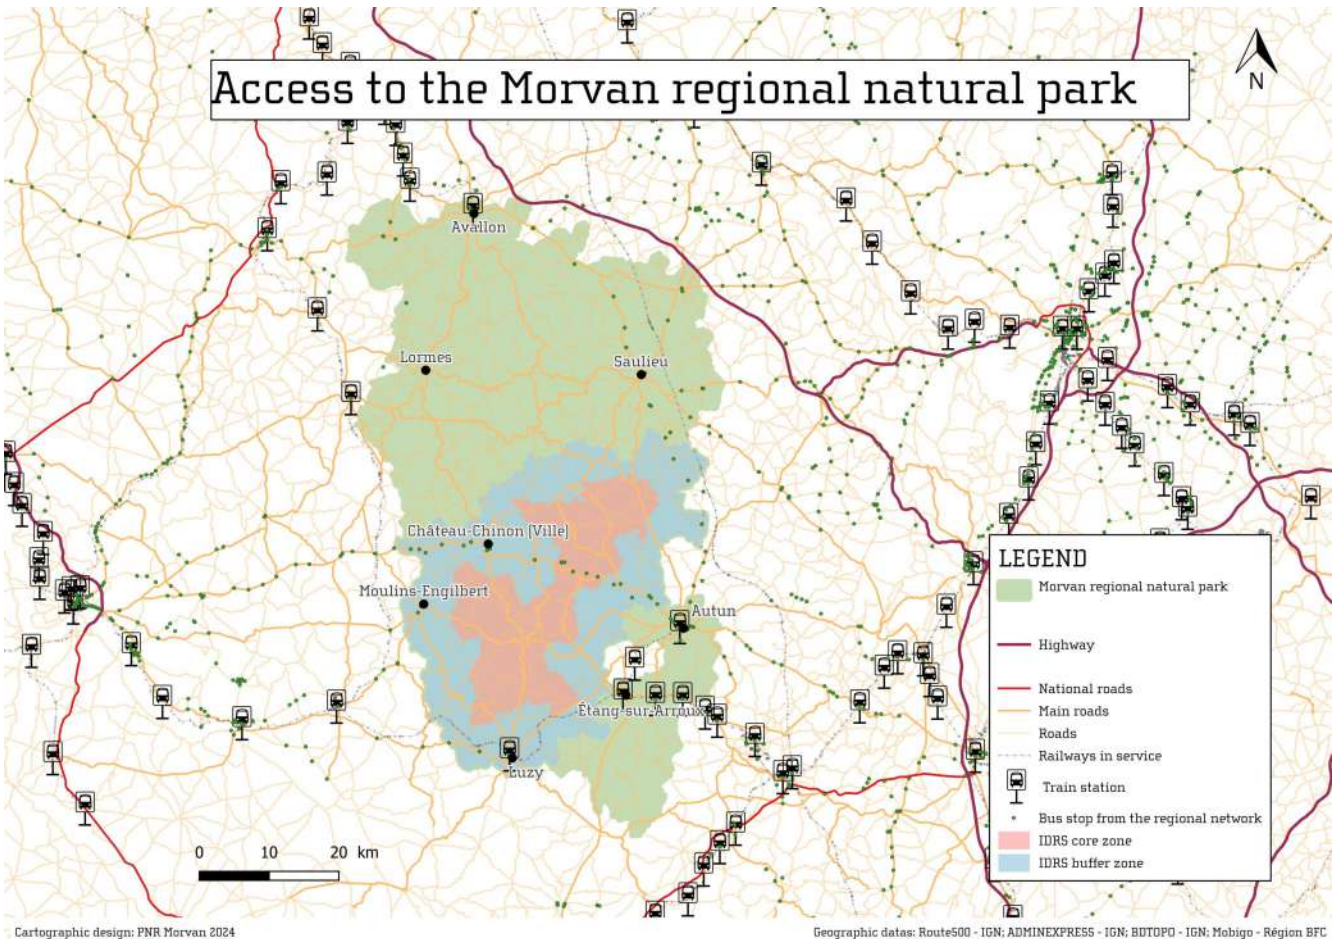 Access to the Morvan regional natural park
N
Avallon
Lormes
Saulieu
Château-Chinon (Ville)
Moulins-Engilbert
Autun
Étang-sur-Arroux
Luzy
LEGEND
Morvan regional natural park
Highway
National roads
Main roads
Roads
Railways in service
Train station
Bus stop from the regional network
IDRS core zone
IDRS buffer zone
0 10 20 km
Cartographic design: PNR Morvan 2024
Geographic datas: Route500 - IGN; ADMINEXPRESS - IGN; BDTOPO - IGN; Mobigo - Région BFC